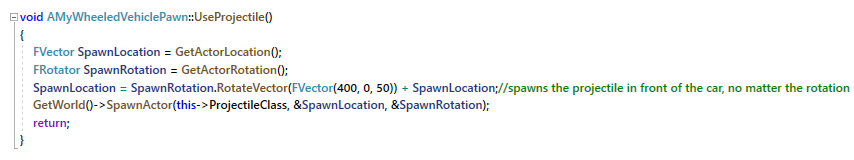 void AMyWheeledVehiclePawn::UseProjectile()
{
FVector SpawnLocation = GetActorLocation();
FRotator SpawnRotation = GetActorRotation();
SpawnLocation = SpawnRotation.RotateVector(FVector(400, 0, 50)) + SpawnLocation;//spawns the projectile in front of the car, no matter the rotation
GetWorld()->SpawnActor(this->ProjectileClass, &SpawnLocation, &SpawnRotation);
return;
}